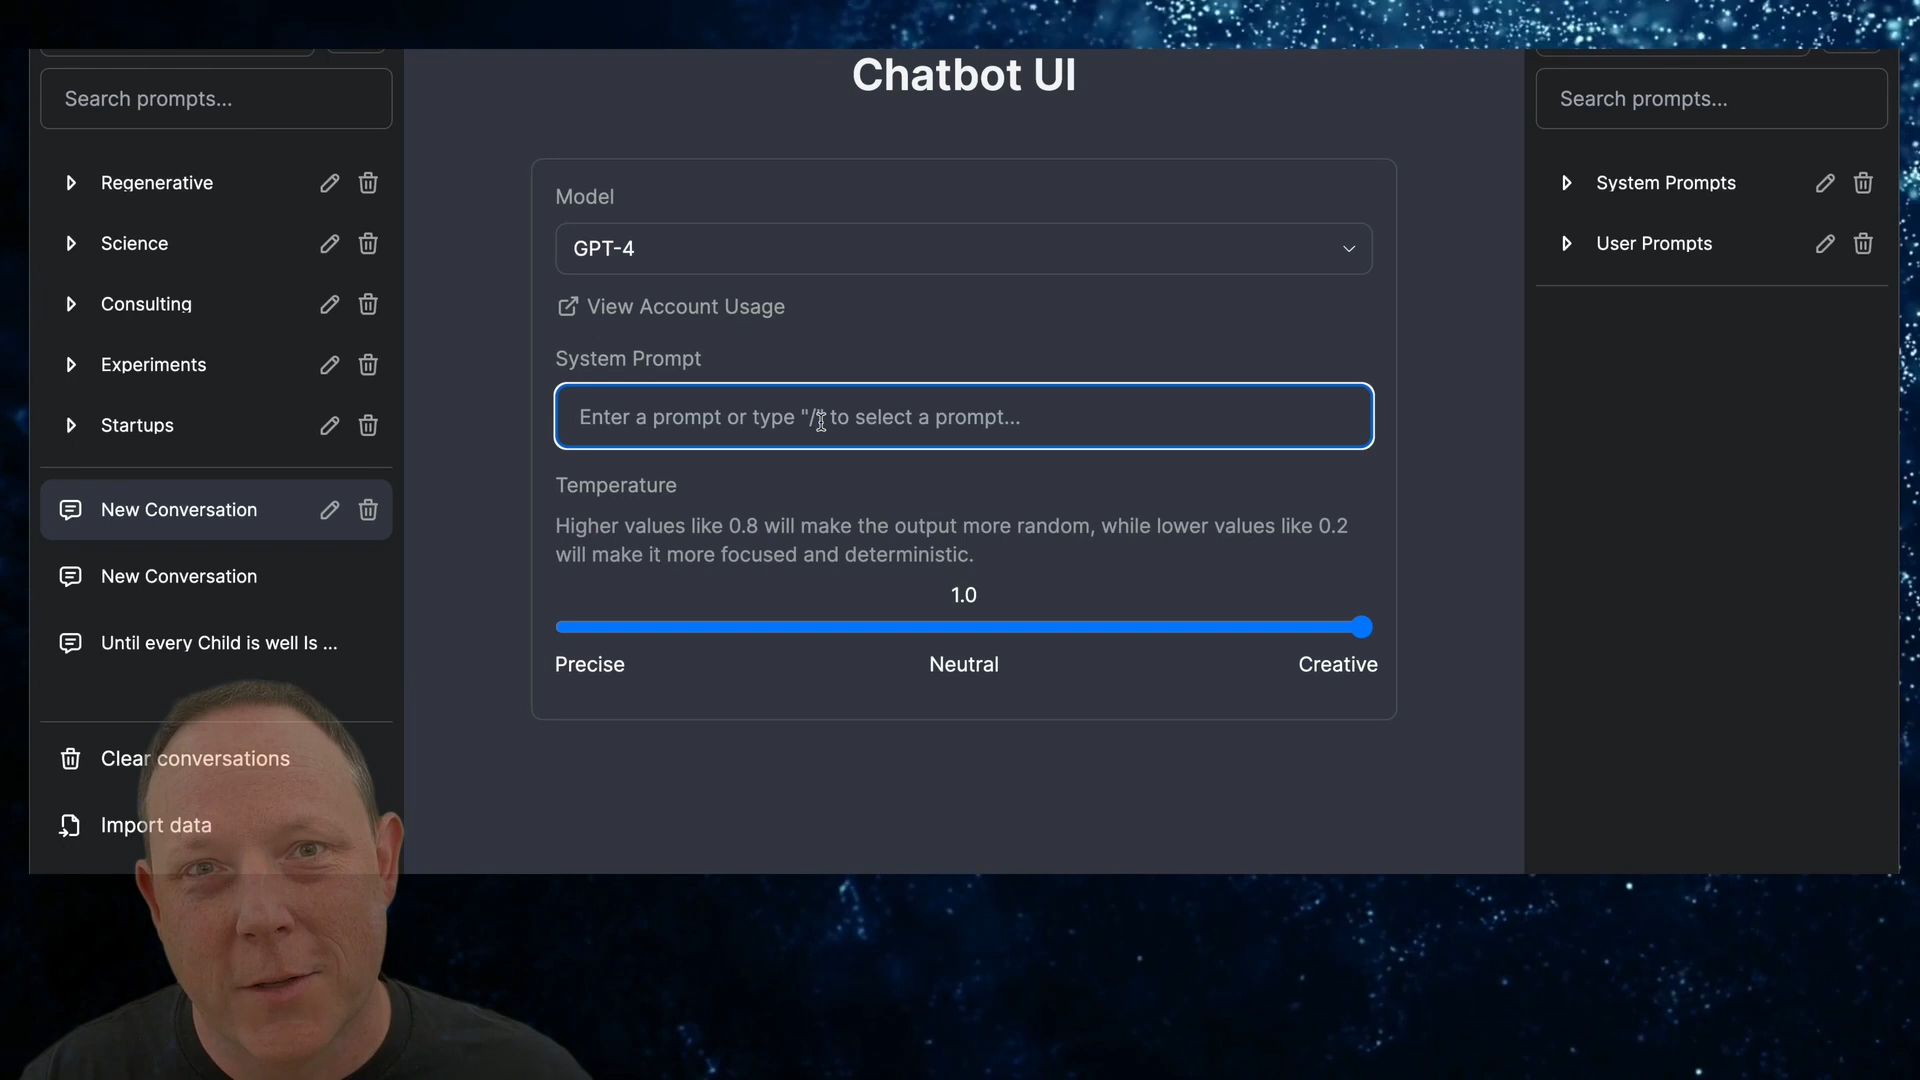 Chatbot UI
Search prompts...
Regenerative
Science
Consulting
Experiments
Startups
New Conversation
New Conversation
Until every Child is well Is ...
Clear conversations
Import data
Model
GPT-4
View Account Usage
System Prompt
Enter a prompt or type "/" to select a prompt...
Temperature
Higher values like 0.8 will make the output more random, while lower values like 0.2
will make it more focused and deterministic.
1.0
Precise Neutral Creative
Search prompts...
System Prompts
User Prompts